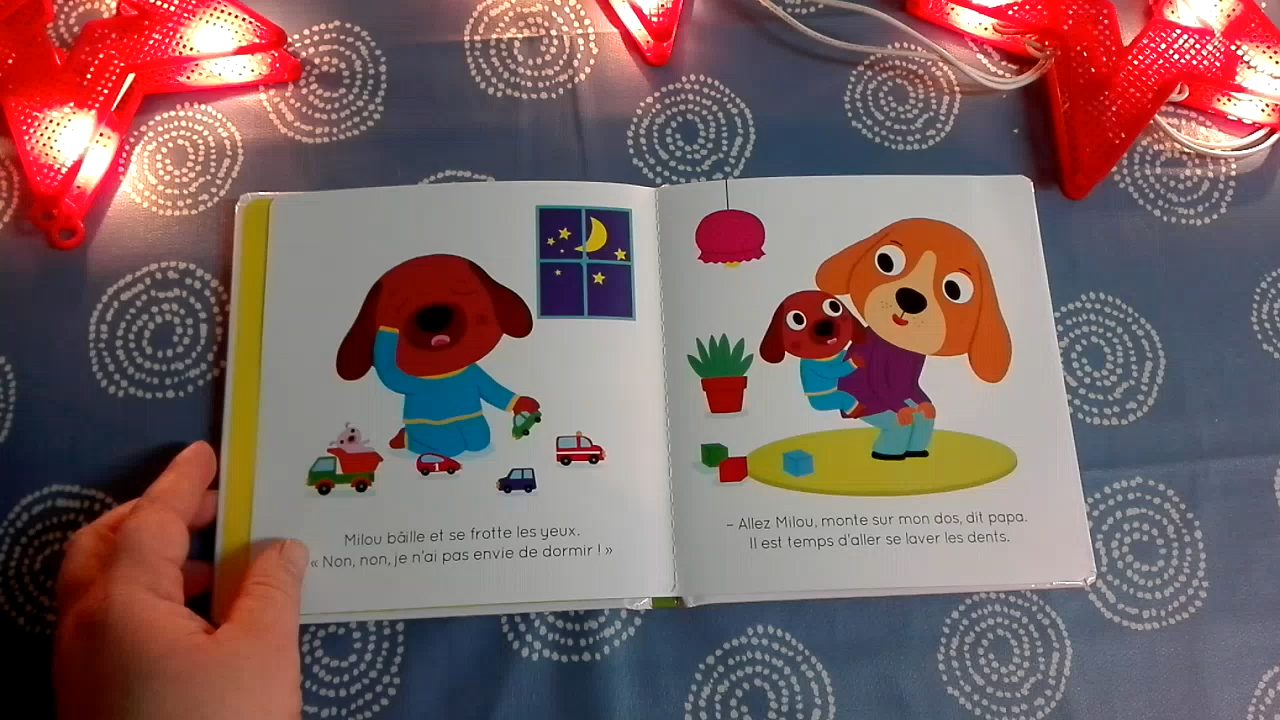 Milou bâille et se frotte les yeux.
« Non, non, je n'ai pas envie de dormir ! »
– Allez Milou, monte sur mon dos, dit papa.
Il est temps d'aller se laver les dents.